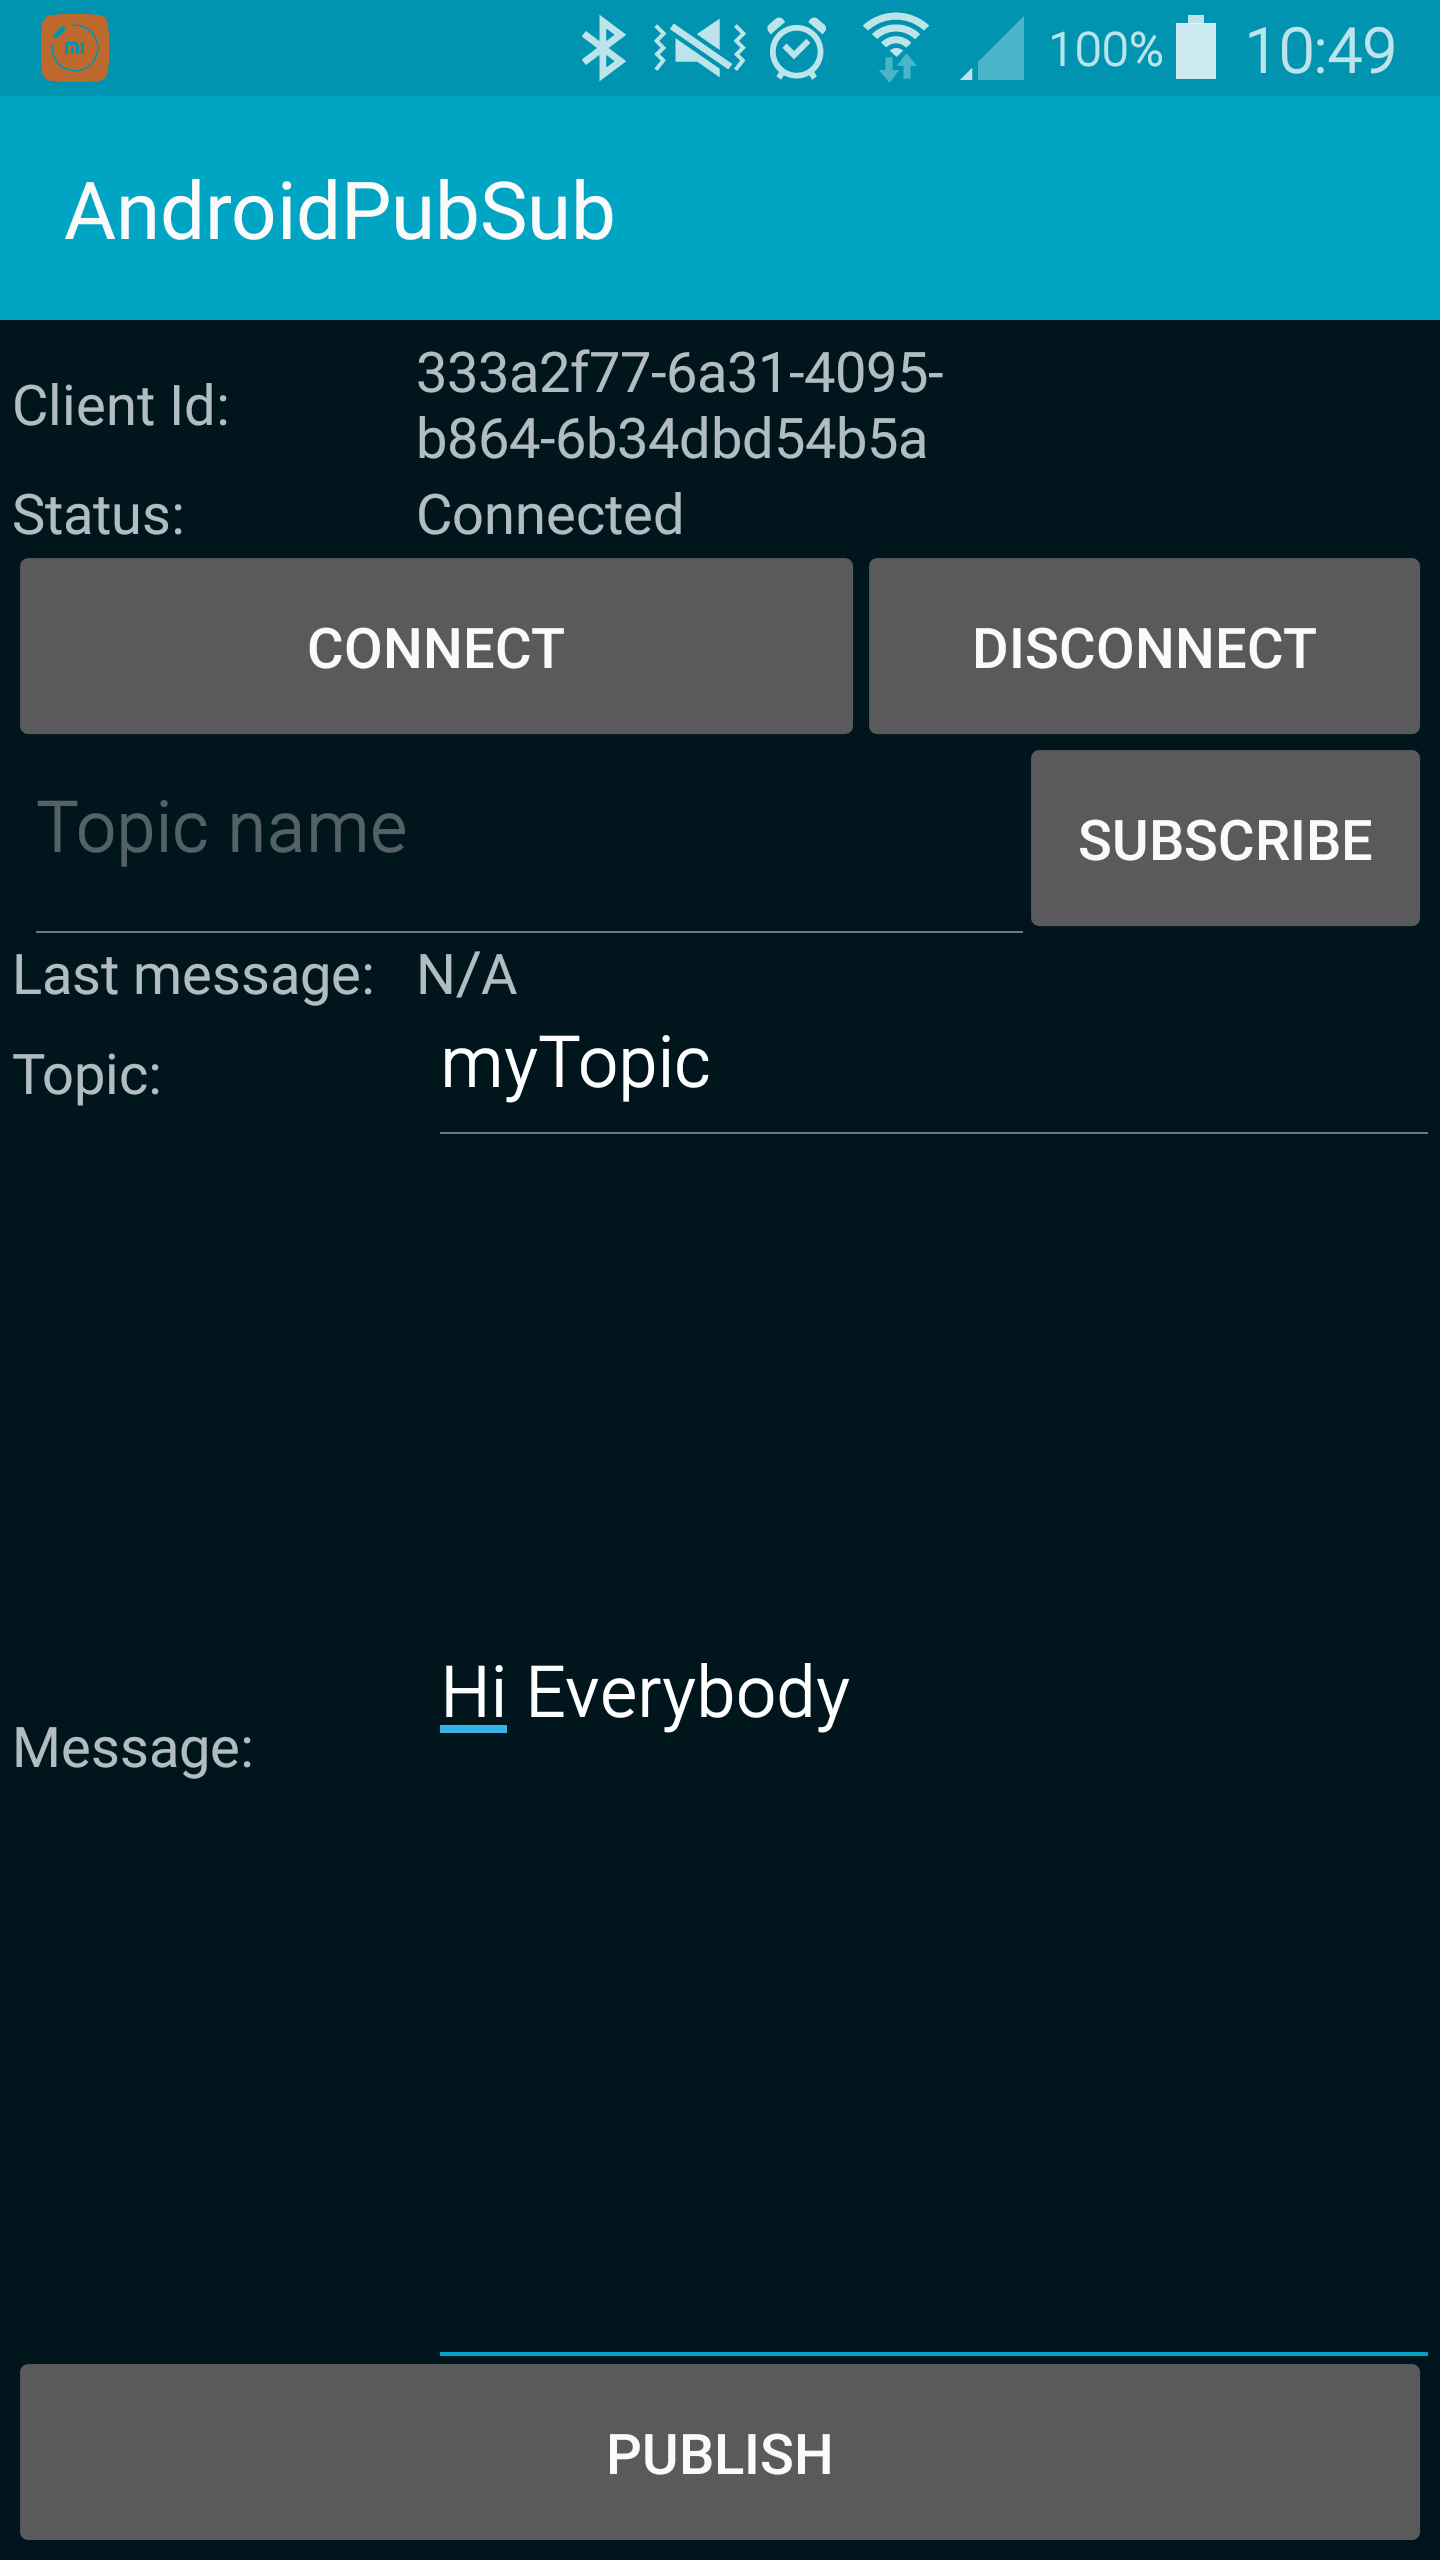 mi
100% 10:49
AndroidPubSub
Client Id:
333a2f77-6a31-4095-
b864-6b34dbd54b5a
Status: Connected
CONNECT DISCONNECT
Topic name SUBSCRIBE
Last message: N/A
Topic: myTopic
Message: Hi Everybody
PUBLISH